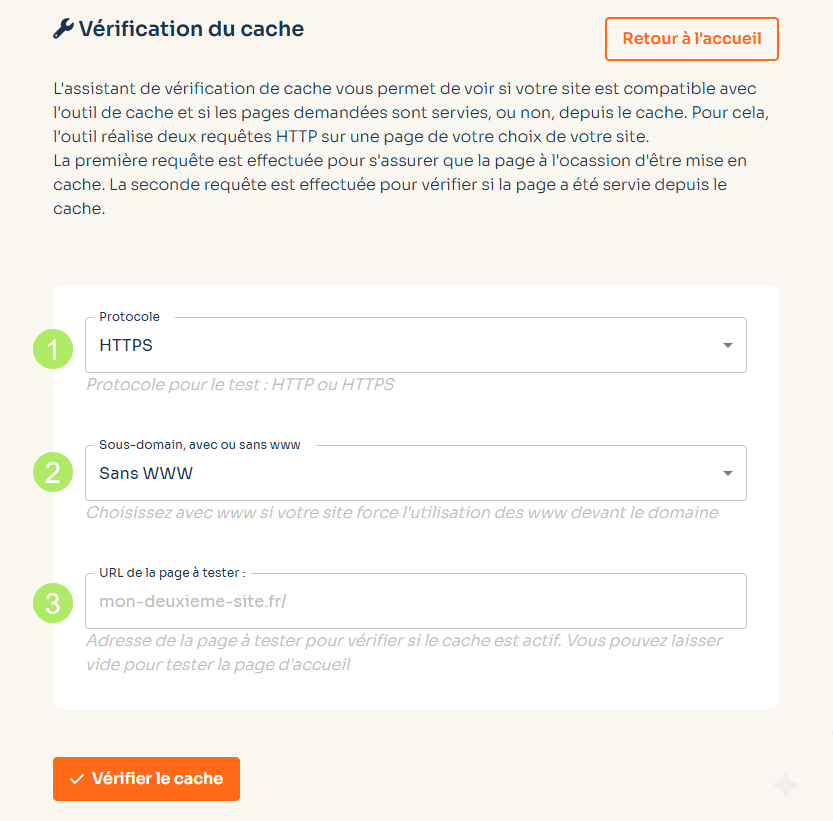 Vérification du cache
Retour à l'accueil
L'assistant de vérification de cache vous permet de voir si votre site est compatible avec
l'outil de cache et si les pages demandées sont servies, ou non, depuis le cache. Pour cela,
l'outil réalise deux requêtes HTTP sur une page de votre choix de votre site.
La première requête est effectuée pour s'assurer que la page à l'ocassion d'être mise en
cache. La seconde requête est effectuée pour vérifier si la page a été servie depuis le
cache.
Protocole
1
HTTPS
Protocole pour le test : HTTP ou HTTPS
Sous-domain, avec ou sans www
2
Sans WWW
Choisissez avec www si votre site force l'utilisation des www devant le domaine
URL de la page à tester :
3
mon-deuxieme-site.fr/
Adresse de la page à tester pour vérifier si le cache est actif. Vous pouvez laisser
vide pour tester la page d'accueil
Vérifier le cache